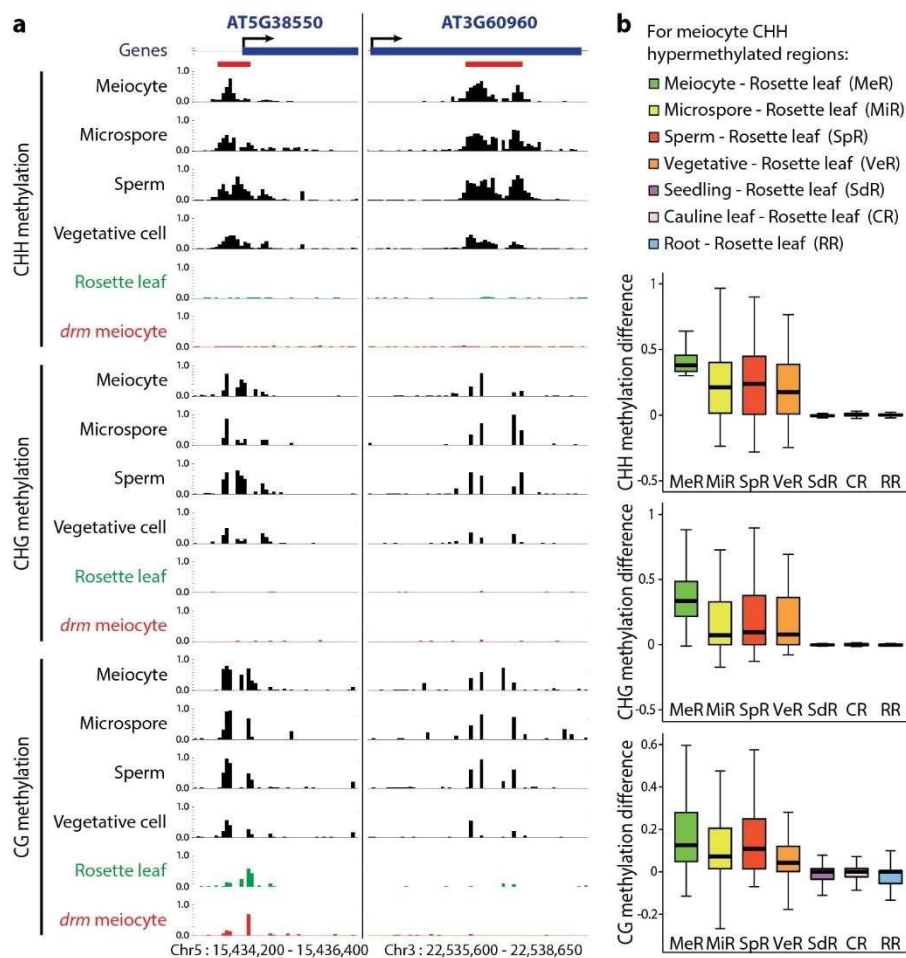 a
AT5G38550 AT3G60960
Genes
CHH methylation
Meiocyte 1.0 0.0
Microspore 1.0 0.0
Sperm 1.0 0.0
Vegetative cell 1.0 0.0
Rosette leaf 1.0 0.0
drm meiocyte 1.0 0.0
CHG methylation
Meiocyte 1.0 0.0
Microspore 1.0 0.0
Sperm 1.0 0.0
Vegetative cell 1.0 0.0
Rosette leaf 1.0 0.0
drm meiocyte 1.0 0.0
CG methylation
Meiocyte 1.0 0.0
Microspore 1.0 0.0
Sperm 1.0 0.0
Vegetative cell 1.0 0.0
Rosette leaf 1.0 0.0
drm meiocyte 1.0 0.0
Chr5 : 15,434,200 - 15,436,400 Chr3 : 22,535,600 - 22,538,650
b
For meiocyte CHH
hypermethylated regions:
Meiocyte - Rosette leaf (MeR)
Microspore - Rosette leaf (MiR)
Sperm - Rosette leaf (SpR)
Vegetative - Rosette leaf (VeR)
Seedling - Rosette leaf (SdR)
Cauline leaf - Rosette leaf (CR)
Root - Rosette leaf (RR)
CHH methylation difference
1
0.5
0
-0.5
MeR MiR SpR VeR SdR CR RR
CHG methylation difference
1
0.5
0
-0.5
MeR MiR SpR VeR SdR CR RR
CG methylation difference
0.6
0.4
0.2
0
-0.2
MeR MiR SpR VeR SdR CR RR